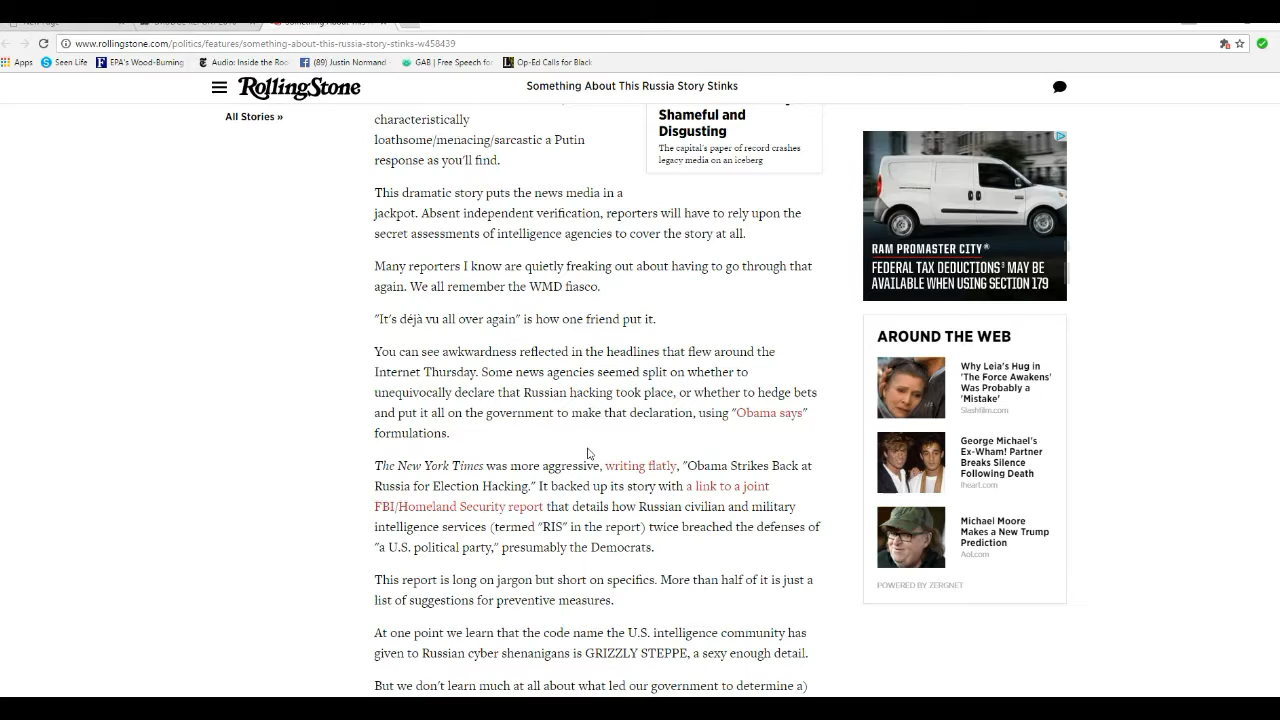 www.rollingstone.com/politics/features/something-about-this-russia-story-stinks-w458439
Apps
Seen Life
EPA's Wood-Burning
Audio: Inside the Roo
(89) Justin Normand
GAB | Free Speech for
Op-Ed Calls for Black
RollingStone
Something About This Russia Story Stinks
All Stories »
characteristically
loathsome/menacing/sarcastic a Putin
response as you'll find.
Shameful and
Disgusting
The capital's paper of record crashes
legacy media on an iceberg
This dramatic story puts the news media in a
jackpot. Absent independent verification, reporters will have to rely upon the
secret assessments of intelligence agencies to cover the story at all.
Many reporters I know are quietly freaking out about having to go through that
again. We all remember the WMD fiasco.
"It's déjà vu all over again" is how one friend put it.
You can see awkwardness reflected in the headlines that flew around the
Internet Thursday. Some news agencies seemed split on whether to
unequivocally declare that Russian hacking took place, or whether to hedge bets
and put it all on the government to make that declaration, using "Obama says"
formulations.
The New York Times was more aggressive, writing flatly, "Obama Strikes Back at
Russia for Election Hacking." It backed up its story with a link to a joint
FBI/Homeland Security report that details how Russian civilian and military
intelligence services (termed "RIS" in the report) twice breached the defenses of
"a U.S. political party," presumably the Democrats.
This report is long on jargon but short on specifics. More than half of it is just a
list of suggestions for preventive measures.
At one point we learn that the code name the U.S. intelligence community has
given to Russian cyber shenanigans is GRIZZLY STEPPE, a sexy enough detail.
But we don't learn much at all about what led our government to determine a)
RAM PROMASTER CITY®
FEDERAL TAX DEDUCTIONS MAY BE
AVAILABLE WHEN USING SECTION 179
AROUND THE WEB
Why Leia's Hug in
'The Force Awakens'
Was Probably a
'Mistake'
Slashfilm.com
George Michael's
Ex-Wham! Partner
Breaks Silence
Following Death
Iheart.com
Michael Moore
Makes a New Trump
Prediction
Aol.com
POWERED BY ZERGNET